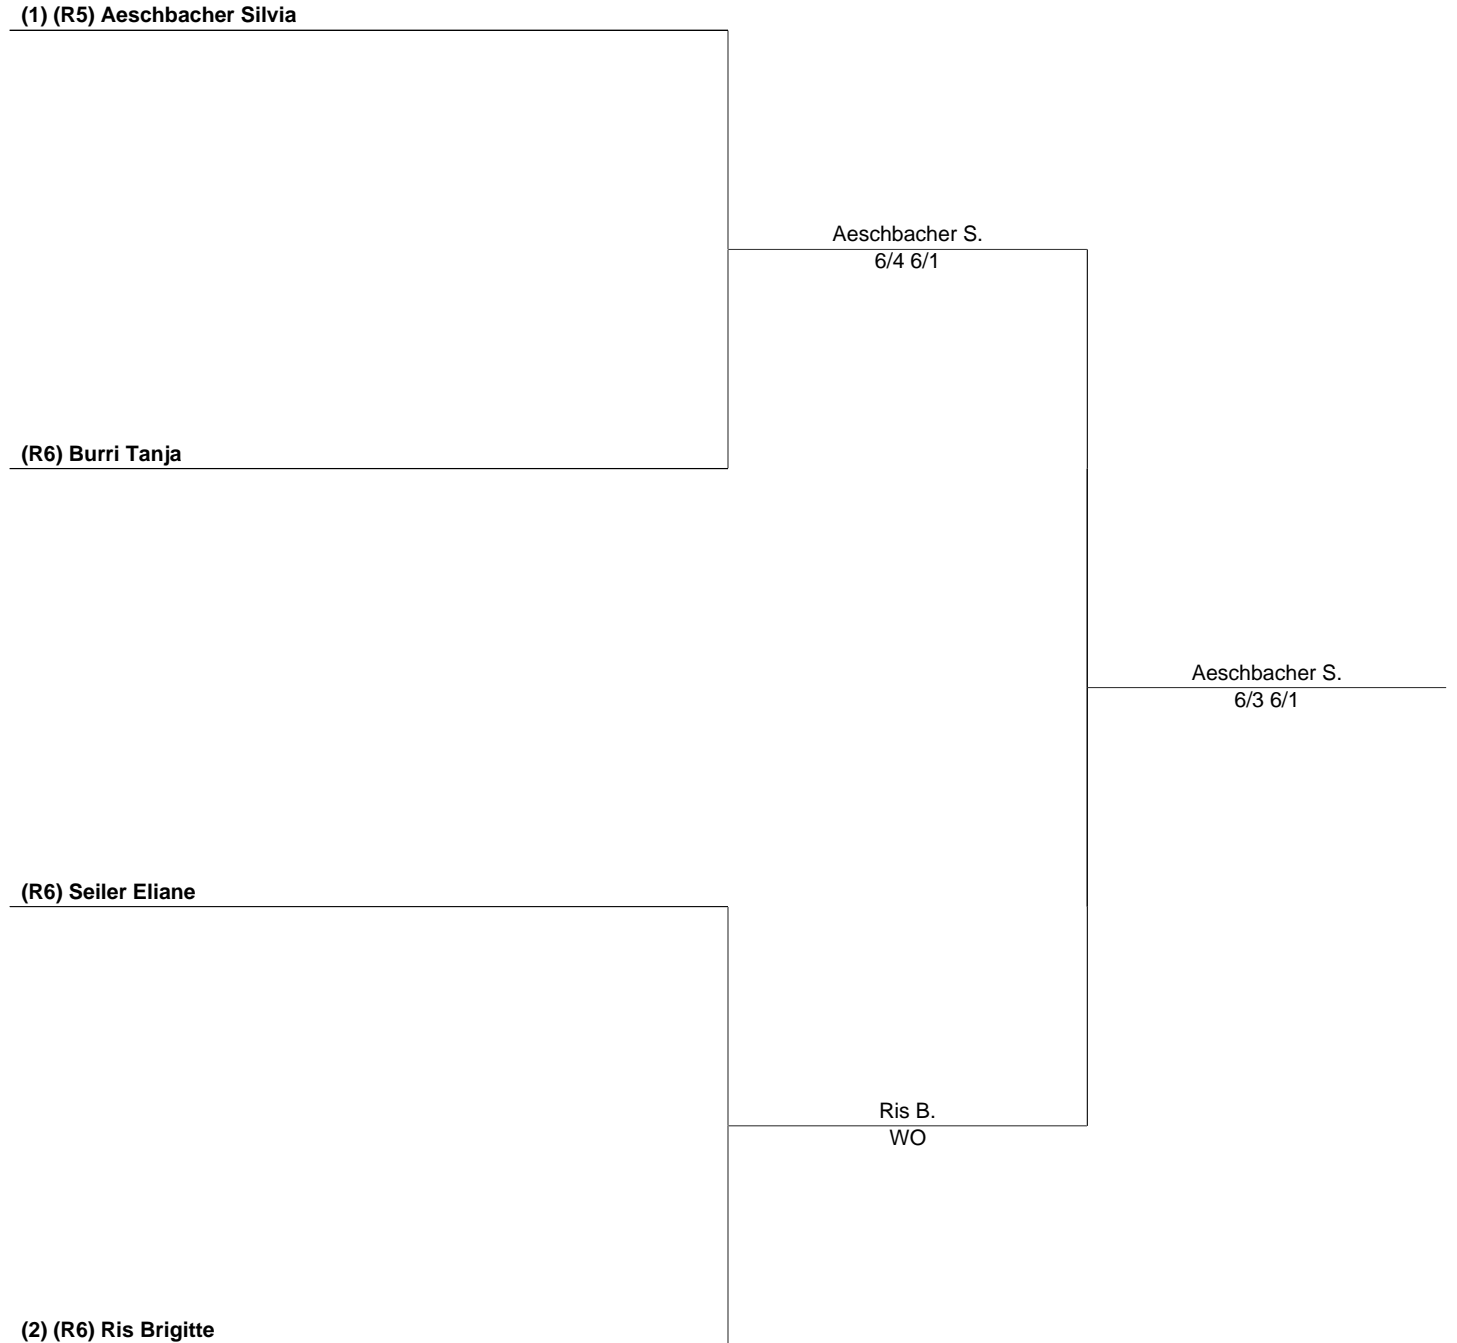 (1) (R5) Aeschbacher Silvia
Aeschbacher S.
6/4 6/1
(R6) Burri Tanja
Aeschbacher S.
6/3 6/1
(R6) Seiler Eliane
Ris B.
WO
(2) (R6) Ris Brigitte